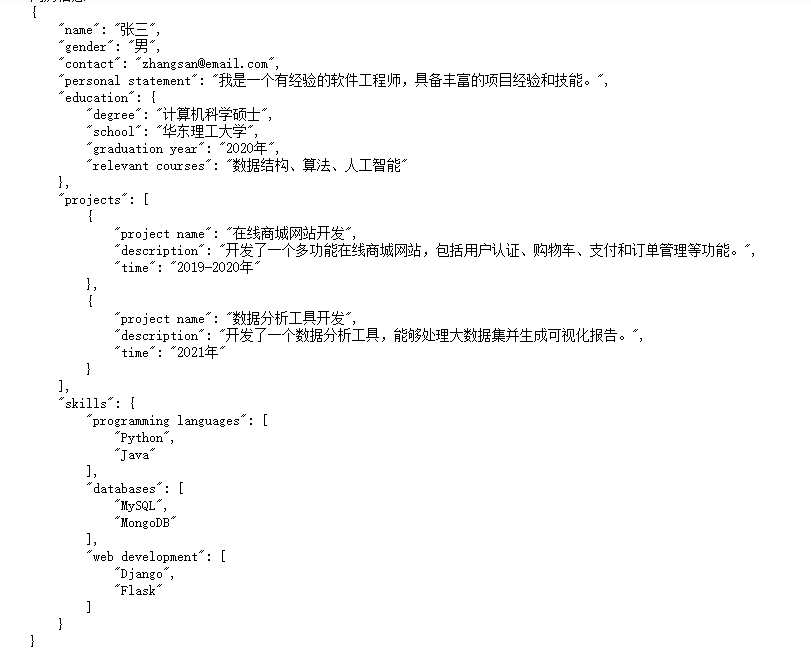 {
"name": "张三",
"gender": "男",
"contact": "zhangsan@email.com",
"personal statement": "我是一个有经验的软件工程师，具备丰富的项目经验和技能。",
"education": {
"degree": "计算机科学硕士",
"school": "华东理工大学",
"graduation year": "2020年",
"relevant courses": "数据结构、算法、人工智能"
},
"projects": [
{
"project name": "在线商城网站开发",
"description": "开发了一个多功能在线商城网站，包括用户认证、购物车、支付和订单管理等功能。",
"time": "2019-2020年"
},
{
"project name": "数据分析工具开发",
"description": "开发了一个数据分析工具，能够处理大数据集并生成可视化报告。",
"time": "2021年"
}
],
"skills": {
"programming languages": [
"Python",
"Java"
],
"databases": [
"MySQL",
"MongoDB"
],
"web development": [
"Django",
"Flask"
]
}
}